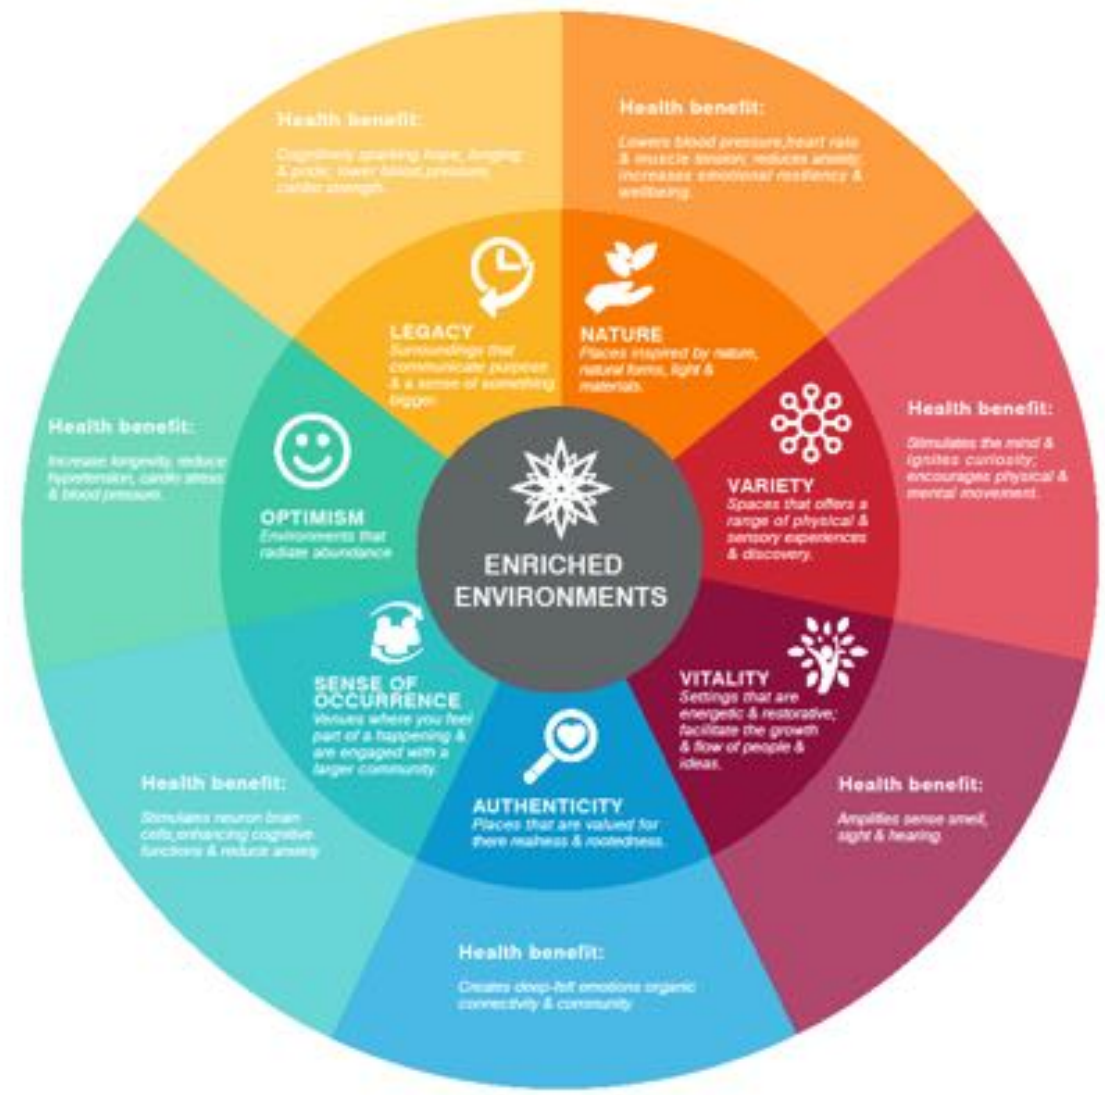 ENRICHED
ENVIRONMENTS
NATURE
Places inspired by nature,
natural forms, light &
materials.
Health benefit:
Lowers blood pressure,heart rate
& muscle tension; reduces anxiety;
increases emotional resiliency &
wellbeing.
VARIETY
Spaces that offers a
range of physical &
sensory experiences
& discovery.
Health benefit:
Stimulates the mind &
ignites curiosity;
encourages physical &
mental movement.
VITALITY
Settings that are
energetic & restorative;
facilitate the growth
& flow of people &
ideas.
Health benefit:
Amplifies sense smell,
sight & hearing.
AUTHENTICITY
Places that are valued for
there realness & rootedness.
Health benefit:
Creates deep-felt emotions organic
connectivity & community
SENSE OF
OCCURRENCE
Venues where you feel
part of a happening &
are engaged with a
larger community.
Health benefit:
neuron brain
cells,enhancing cognitive
functions & reduce anxiety
OPTIMISM
Environments that
radiate abundance
Health benefit:
Increase longevity, reduce
hypertension, cardio stress
& blood pressure.
LEGACY
Surroundings that
communicate purpose
& a sense of something
bigger.
Health benefit:
Cognitively sparking hope, longing
& pride; lower blood pressure,
cardio strength.